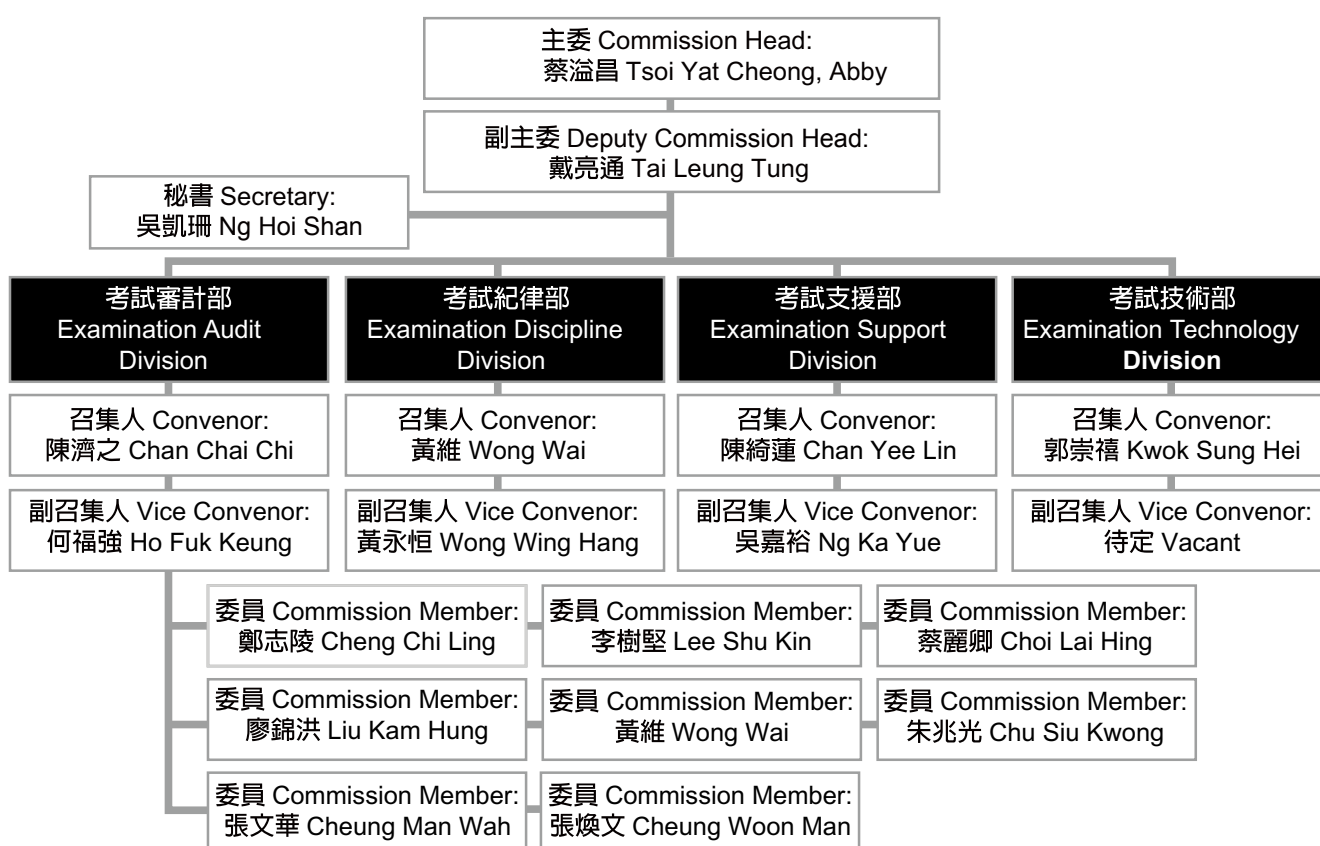 主委 Commission Head:
蔡溢昌 Tsoi Yat Cheong, Abby
副主委 Deputy Commission Head:
戴亮通 Tai Leung Tung
秘書 Secretary:
吳凱珊 Ng Hoi Shan
考試審計部
Examination Audit
Division
考試紀律部
Examination Discipline
Division
考試支援部
Examination Support
Division
考試技術部
Examination Technology
Division
召集人 Convenor:
陳濟之 Chan Chai Chi
召集人 Convenor:
黃維 Wong Wai
召集人 Convenor:
陳綺蓮 Chan Yee Lin
召集人 Convenor:
郭崇禧 Kwok Sung Hei
副召集人 Vice Convenor:
何福強 Ho Fuk Keung
副召集人 Vice Convenor:
黃永恒 Wong Wing Hang
副召集人 Vice Convenor:
吳嘉裕 Ng Ka Yue
副召集人 Vice Convenor:
待定 Vacant
委員 Commission Member:
鄭志陵 Cheng Chi Ling
委員 Commission Member:
李樹堅 Lee Shu Kin
委員 Commission Member:
蔡麗卿 Choi Lai Hing
委員 Commission Member:
廖錦洪 Liu Kam Hung
委員 Commission Member:
黃維 Wong Wai
委員 Commission Member:
朱兆光 Chu Siu Kwong
委員 Commission Member:
張文華 Cheung Man Wah
委員 Commission Member:
張煥文 Cheung Woon Man